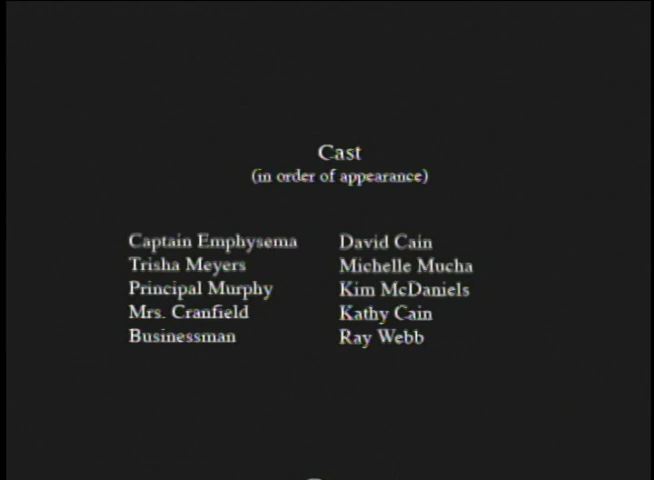 Cast
(in order of appearance)
Captain Emphysema David Cain
Trisha Meyers Michelle Mucha
Principal Murphy Kim McDaniels
Mrs. Cranfield Kathy Cain
Businessman Ray Webb